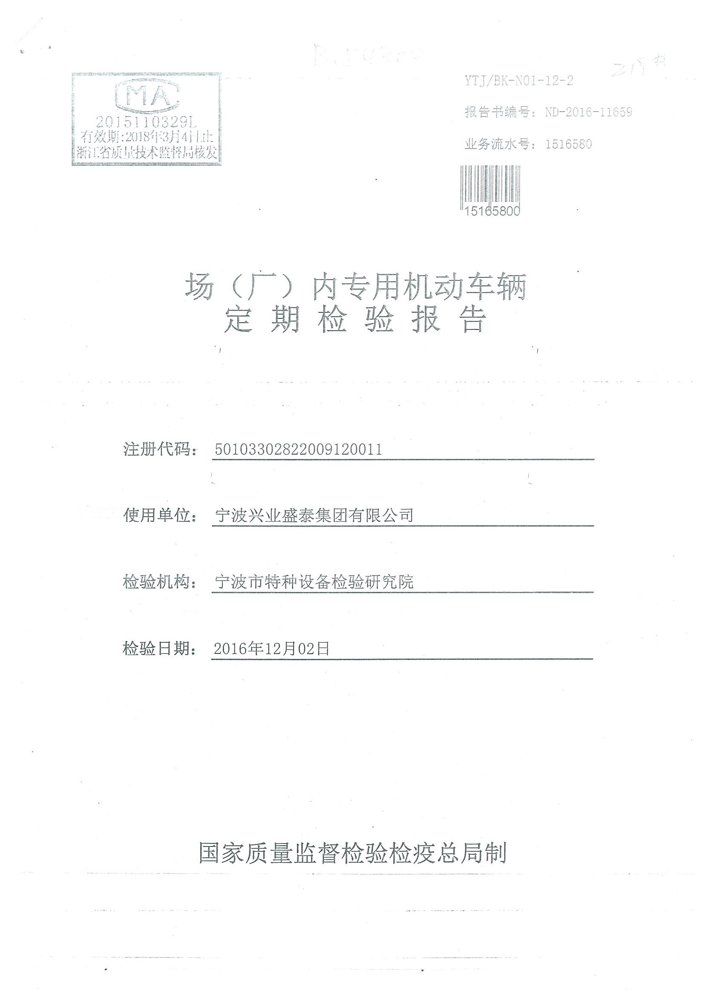 219#
MA
2015110329L
有效期:2018年3月4日止
浙江省质量技术监督局核发
YTJ/BK-N01-12-2
报告书编号: ND-2016-11659
业务流水号: 1516580
15165800
场（厂）内专用机动车辆
定期检验报告
注册代码: 50103302822009120011
使用单位: 宁波兴业盛泰集团有限公司
检验机构: 宁波市特种设备检验研究院
检验日期: 2016年12月02日
国家质量监督检验检疫总局制